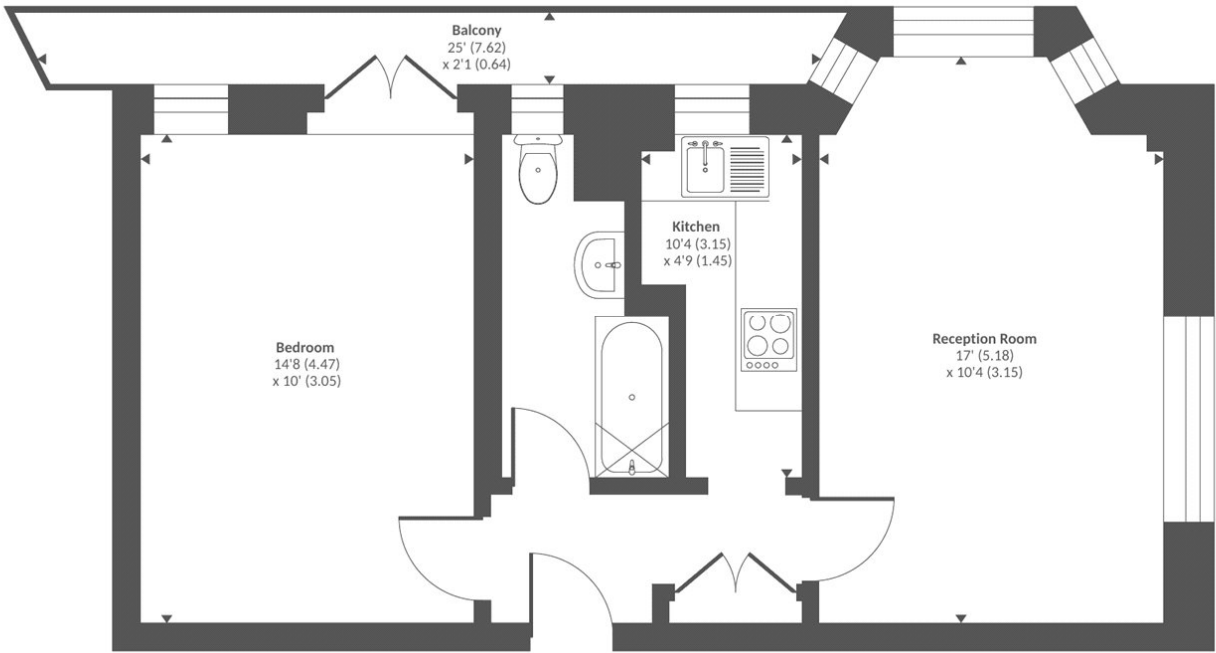 Balcony
25' (7.62)
x 2'1 (0.64)
Kitchen
10'4 (3.15)
x 4'9 (1.45)
Bedroom
14'8 (4.47)
x 10' (3.05)
Reception Room
17' (5.18)
x 10'4 (3.15)